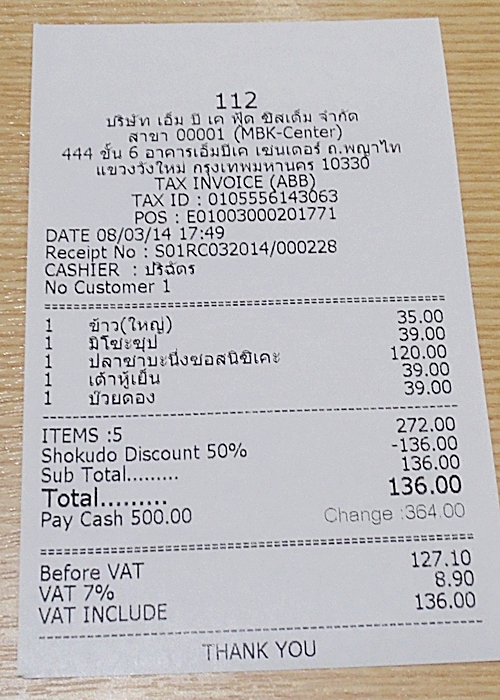 112
บริษัท เอ็ม บี เค ฟู้ด ซิสเต็ม จำกัด
สาขา 00001 (MBK-Center)
444 ชั้น 6 อาคารเอ็มบีเค เซ็นเตอร์ ถ.พญาไท
แขวงวังใหม่ กรุงเทพมหานคร 10330
TAX INVOICE (ABB)
TAX ID : 0105556143063
POS : E01003000201771
DATE 08/03/14 17:49
Receipt No : S01RC032014/000228
CASHIER : ปริฉัตร
No Customer 1
1 ข้าว(ใหญ่) 35.00
1 มิโซะซุป 39.00
1 ปลาซาบะนึ่งซอสนิซึเคะ 120.00
1 เต้าหู้เย็น 39.00
1 บ๊วยดอง 39.00
ITEMS :5 272.00
Shokudo Discount 50% -136.00
Sub Total......... 136.00
Total......... 136.00
Pay Cash 500.00 Change :364.00
Before VAT 127.10
VAT 7% 8.90
VAT INCLUDE 136.00
THANK YOU